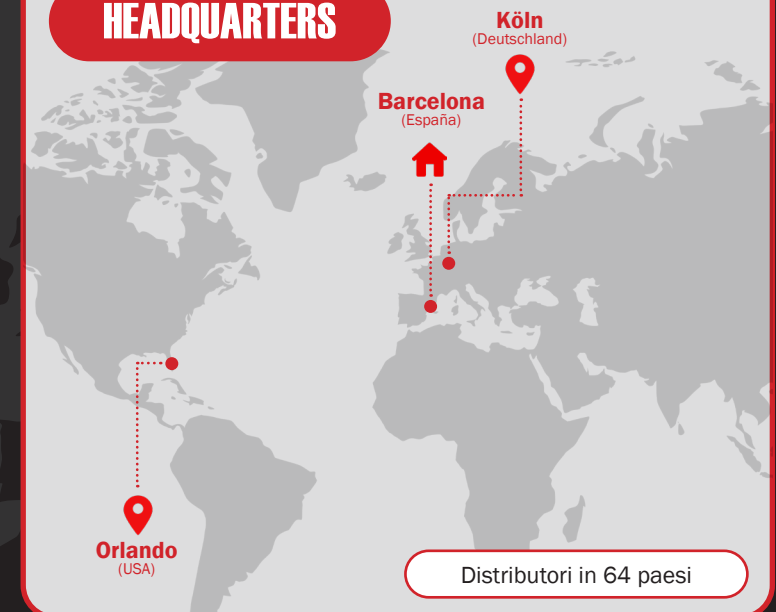 HEADQUARTERS
Köln
(Deutschland)
Barcelona
(España)
Orlando
(USA)
Distributori in 64 paesi